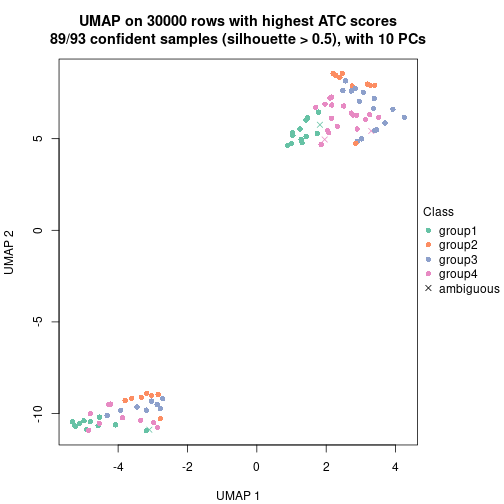 UMAP on 30000 rows with highest ATC scores
89/93 confident samples (silhouette > 0.5), with 10 PCs
5
0
-5
-10
UMAP 2
-4
-2
0
2
4
UMAP 1
Class
group1
group2
group3
group4
ambiguous